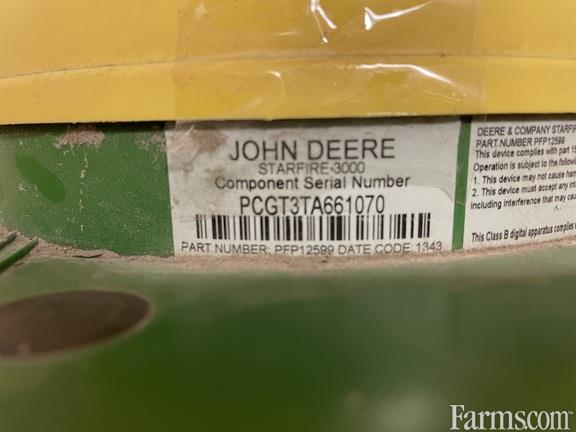 JOHN DEERE
STARFIRE-3000
Component Serial Number
PCGT3TA661070
PART NUMBER: PFP12599 DATE CODE: 1343
DEERE & COMPANY STARFI
PART NUMBER PFP12599
This device complies with part 15
Operation is subject to the follow
1. This device may not cause harm
2. This device must accept any int
including interference that may cau
This Class B digital apparatus complies w
Farms.com